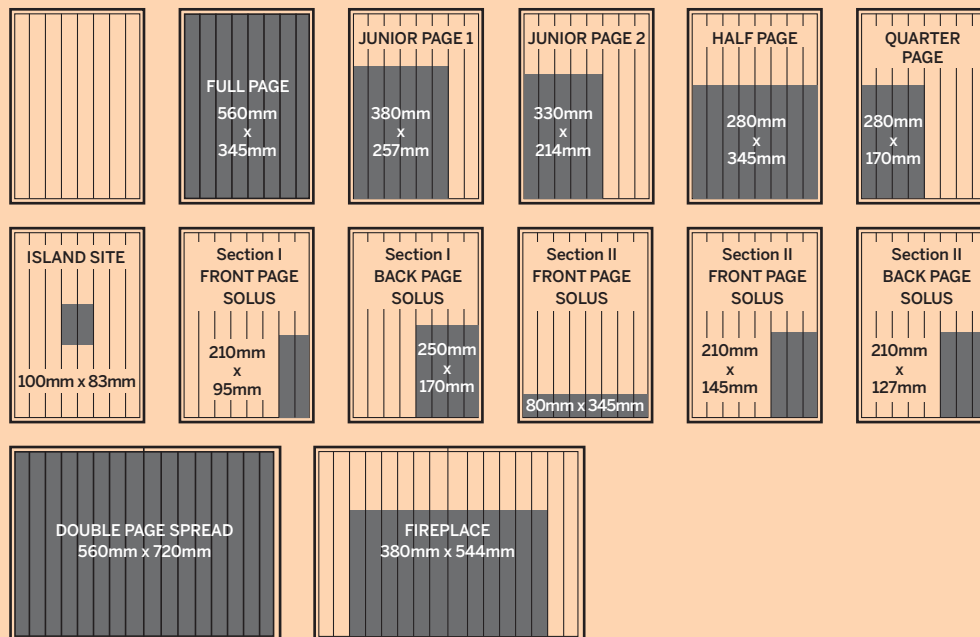 FULL PAGE
560mm
x
345mm
JUNIOR PAGE 1
380mm
x
257mm
JUNIOR PAGE 2
330mm
x
214mm
HALF PAGE
280mm
x
345mm
QUARTER
PAGE
280mm
x
170mm
ISLAND SITE
100mm x 83mm
Section I
FRONT PAGE
SOLUS
210mm
x
95mm
Section I
BACK PAGE
SOLUS
250mm
x
170mm
Section II
FRONT PAGE
SOLUS
80mm x 345mm
Section II
FRONT PAGE
SOLUS
210mm
x
145mm
Section II
BACK PAGE
SOLUS
210mm
x
127mm
DOUBLE PAGE SPREAD
560mm x 720mm
FIREPLACE
380mm x 544mm